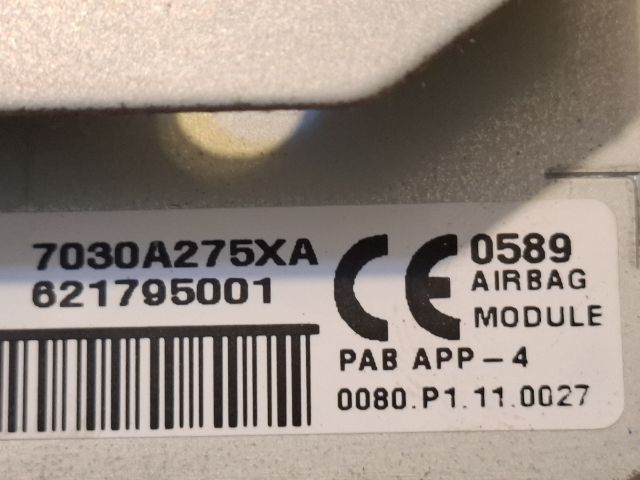 7030A275XA
621795001
CE 0589
AIRBAG
MODULE
PAB APP-4
0080.P1.11.0027